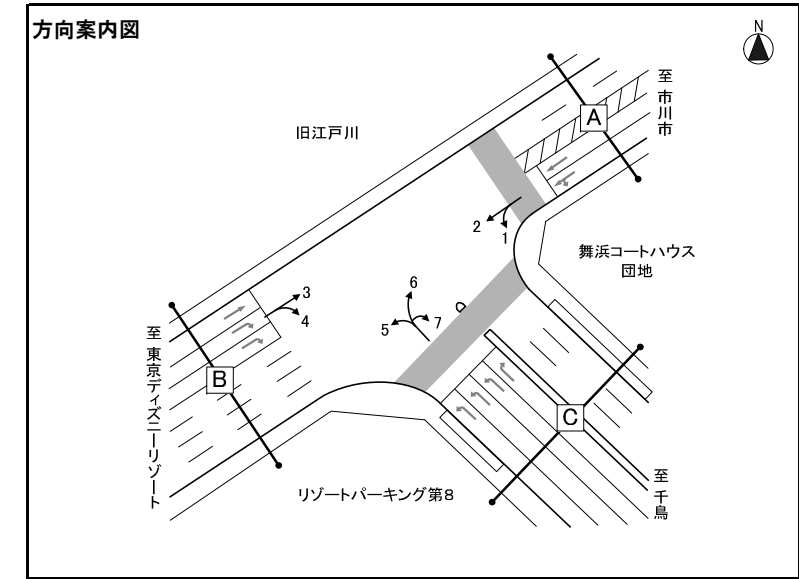 方向案内図
N
至 市川市
A
旧江戸川
舞浜コートハウス
団地
2
1
3
4
6
5
7
至 東京ディズニーリゾート
B
C
至 千鳥
リゾートパーキング第8